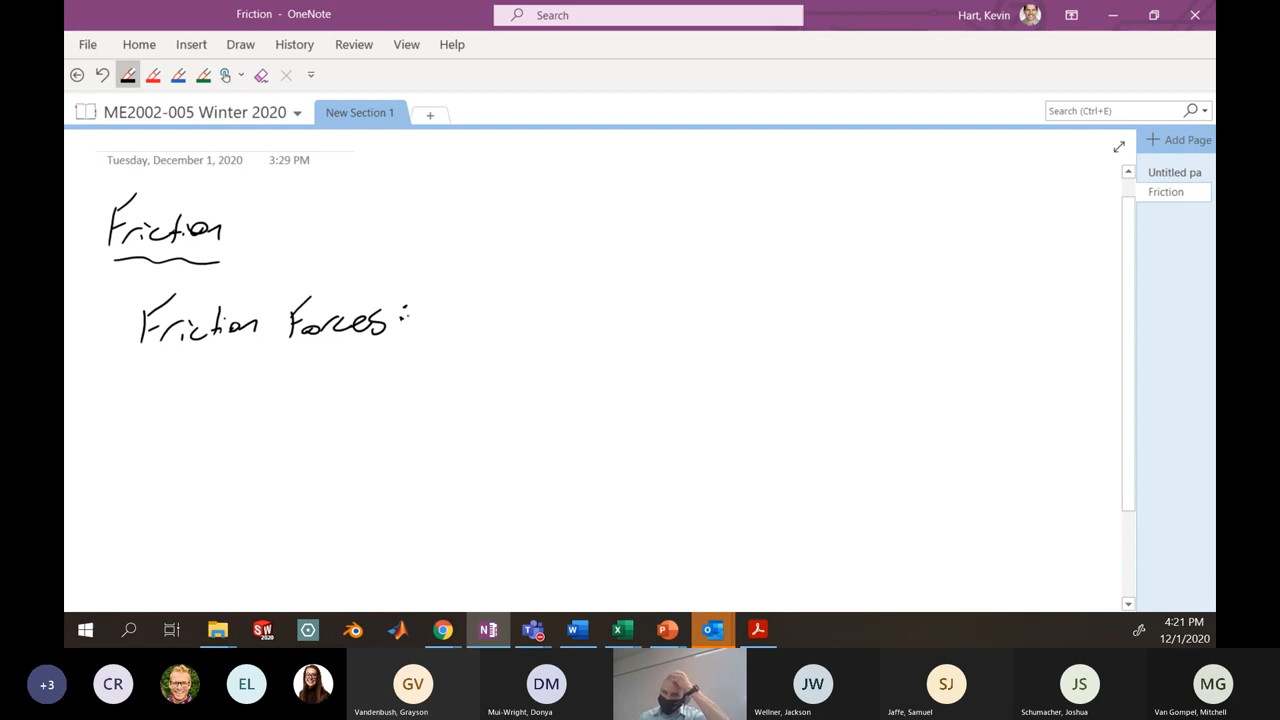 Friction - OneNote
Search
Hart, Kevin
File Home Insert Draw History Review View Help
ME2002-005 Winter 2020
New Section 1
+
Search (Ctrl+E)
Add Page
Untitled pa
Friction
Tuesday, December 1, 2020 3:29 PM
Friction
Friction Forces:
4:21 PM
12/1/2020
+3
CR
EL
GV
Vandenbush, Grayson
DM
Mui-Wright, Donya
JW
Wellner, Jackson
SJ
Jaffe, Samuel
JS
Schumacher, Joshua
MG
Van Gompel, Mitchell